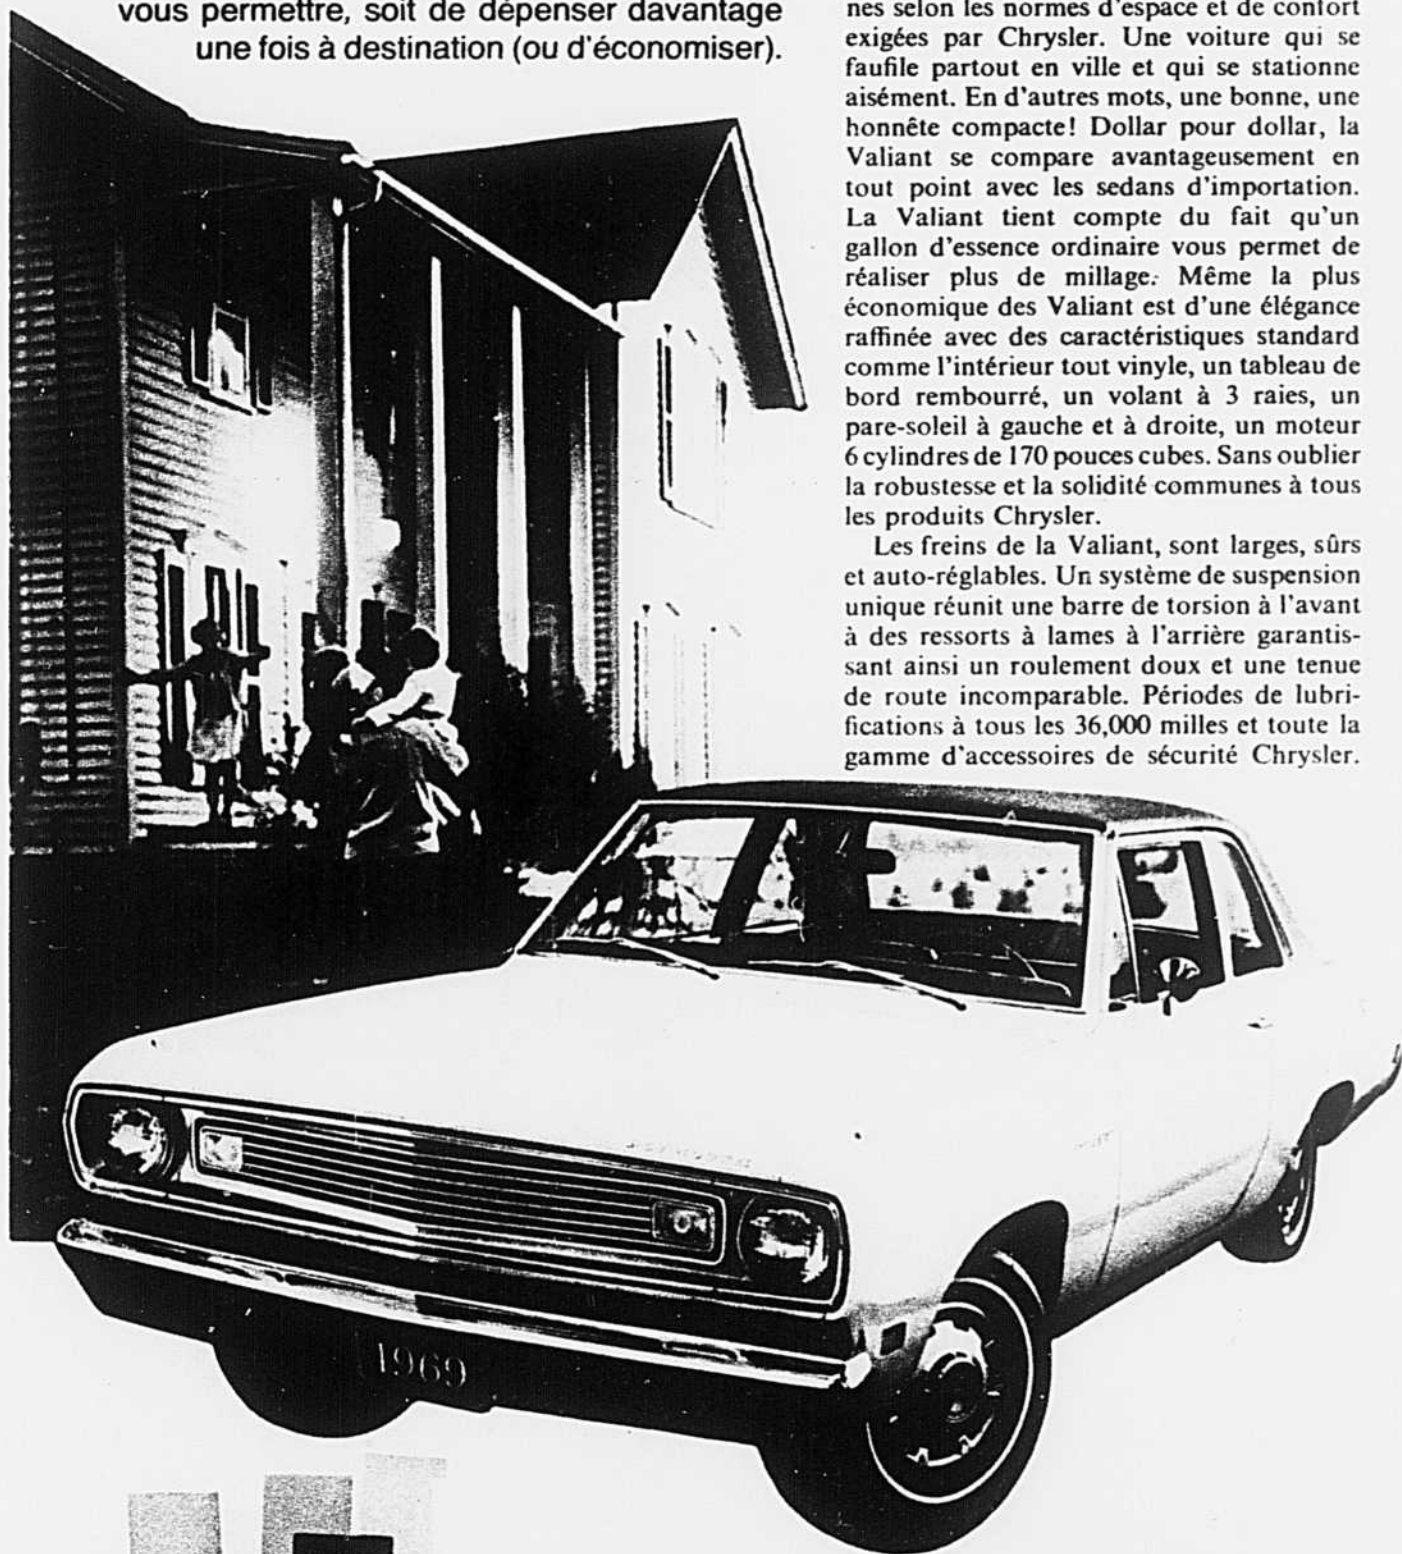 vous permettre, soit de dépenser davantage
une fois à destination (ou d'économiser).
nes selon les normes d'espace et de confort
exigées par Chrysler. Une voiture qui se
faufile partout en ville et qui se stationne
aisément. En d'autres mots, une bonne, une
honnête compacte! Dollar pour dollar, la
Valiant se compare avantageusement en
tout point avec les sedans d'importation.
La Valiant tient compte du fait qu'un
gallon d'essence ordinaire vous permet de
réaliser plus de millage. Même la plus
économique des Valiant est d'une élégance
raffinée avec des caractéristiques standard
comme l'intérieur tout vinyle, un tableau de
bord rembourré, un volant à 3 raies, un
pare-soleil à gauche et à droite, un moteur
6 cylindres de 170 pouces cubes. Sans oublier
la robustesse et la solidité communes à tous
les produits Chrysler.
Les freins de la Valiant, sont larges, sûrs
et auto-réglables. Un système de suspension
unique réunit une barre de torsion à l'avant
à des ressorts à lames à l'arrière garantis-
sant ainsi un roulement doux et une tenue
de route incomparable. Périodes de lubri-
fications à tous les 36,000 milles et toute la
gamme d'accessoires de sécurité Chrysler.
1969